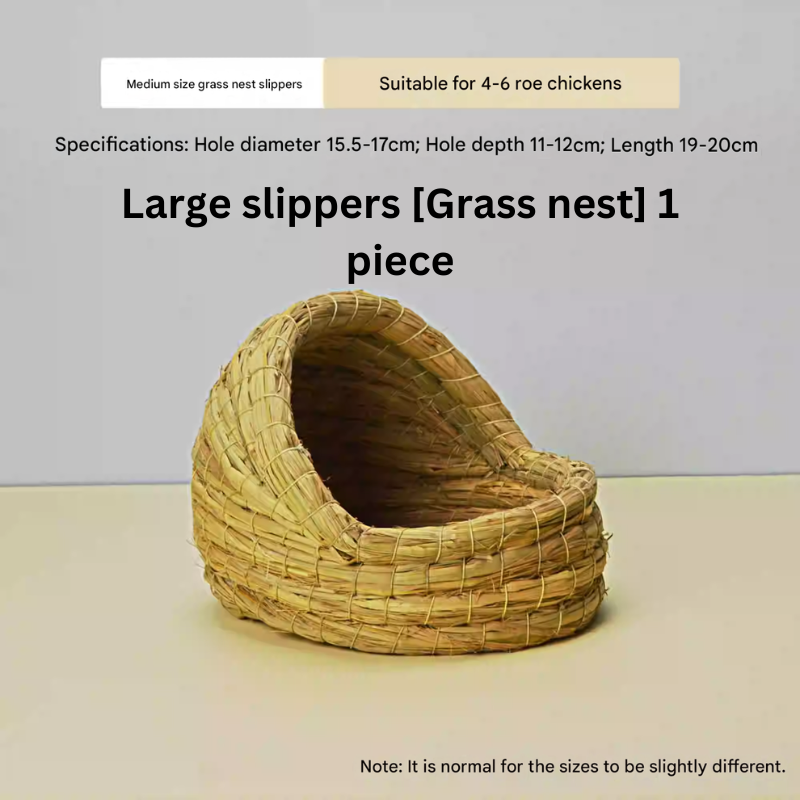 Medium size grass nest slippers
Suitable for 4-6 roe chickens
Specifications: Hole diameter 15.5-17cm; Hole depth 11-12cm; Length 19-20cm
Large slippers [Grass nest] 1
piece
Note: It is normal for the sizes to be slightly different.